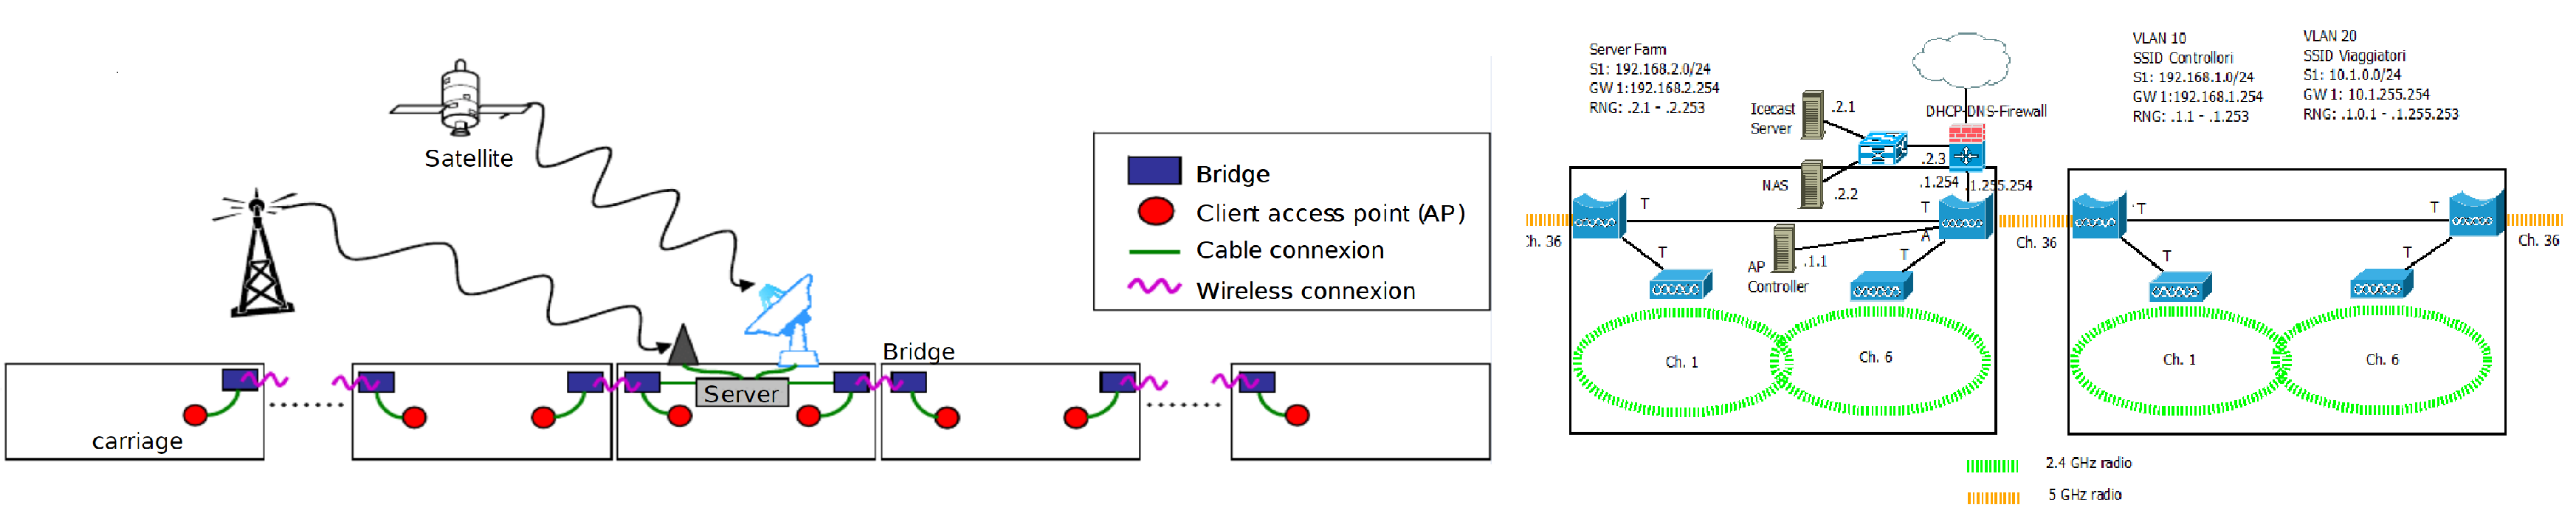 Satellite
Bridge
Client access point (AP)
Cable connexion
Wireless connexion
Bridge
Server
carriage
Server Farm
S1: 192.168.2.0/24
GW 1:192.168.2.254
RNG: .2.1 - .2.253
VLAN 10
SSID Controllori
S1: 192.168.1.0/24
GW 1:192.168.1.254
RNG: .1.1 - .1.253
VLAN 20
SSID Viaggiatori
S1: 10.1.0.0/24
GW 1: 10.1.255.254
RNG: .1.0.1 - .1.255.253
Icecast
Server
.2.1
DHCP-DNS-Firewall
.2.3
NAS
.2.2
.1.254
.1.255.254
T
T
T
T
A
AP
Controller
.1.1
Ch. 36
Ch. 36
T
T
T
T
Ch. 36
Ch. 1
Ch. 6
Ch. 1
Ch. 6
2.4 GHz radio
5 GHz radio